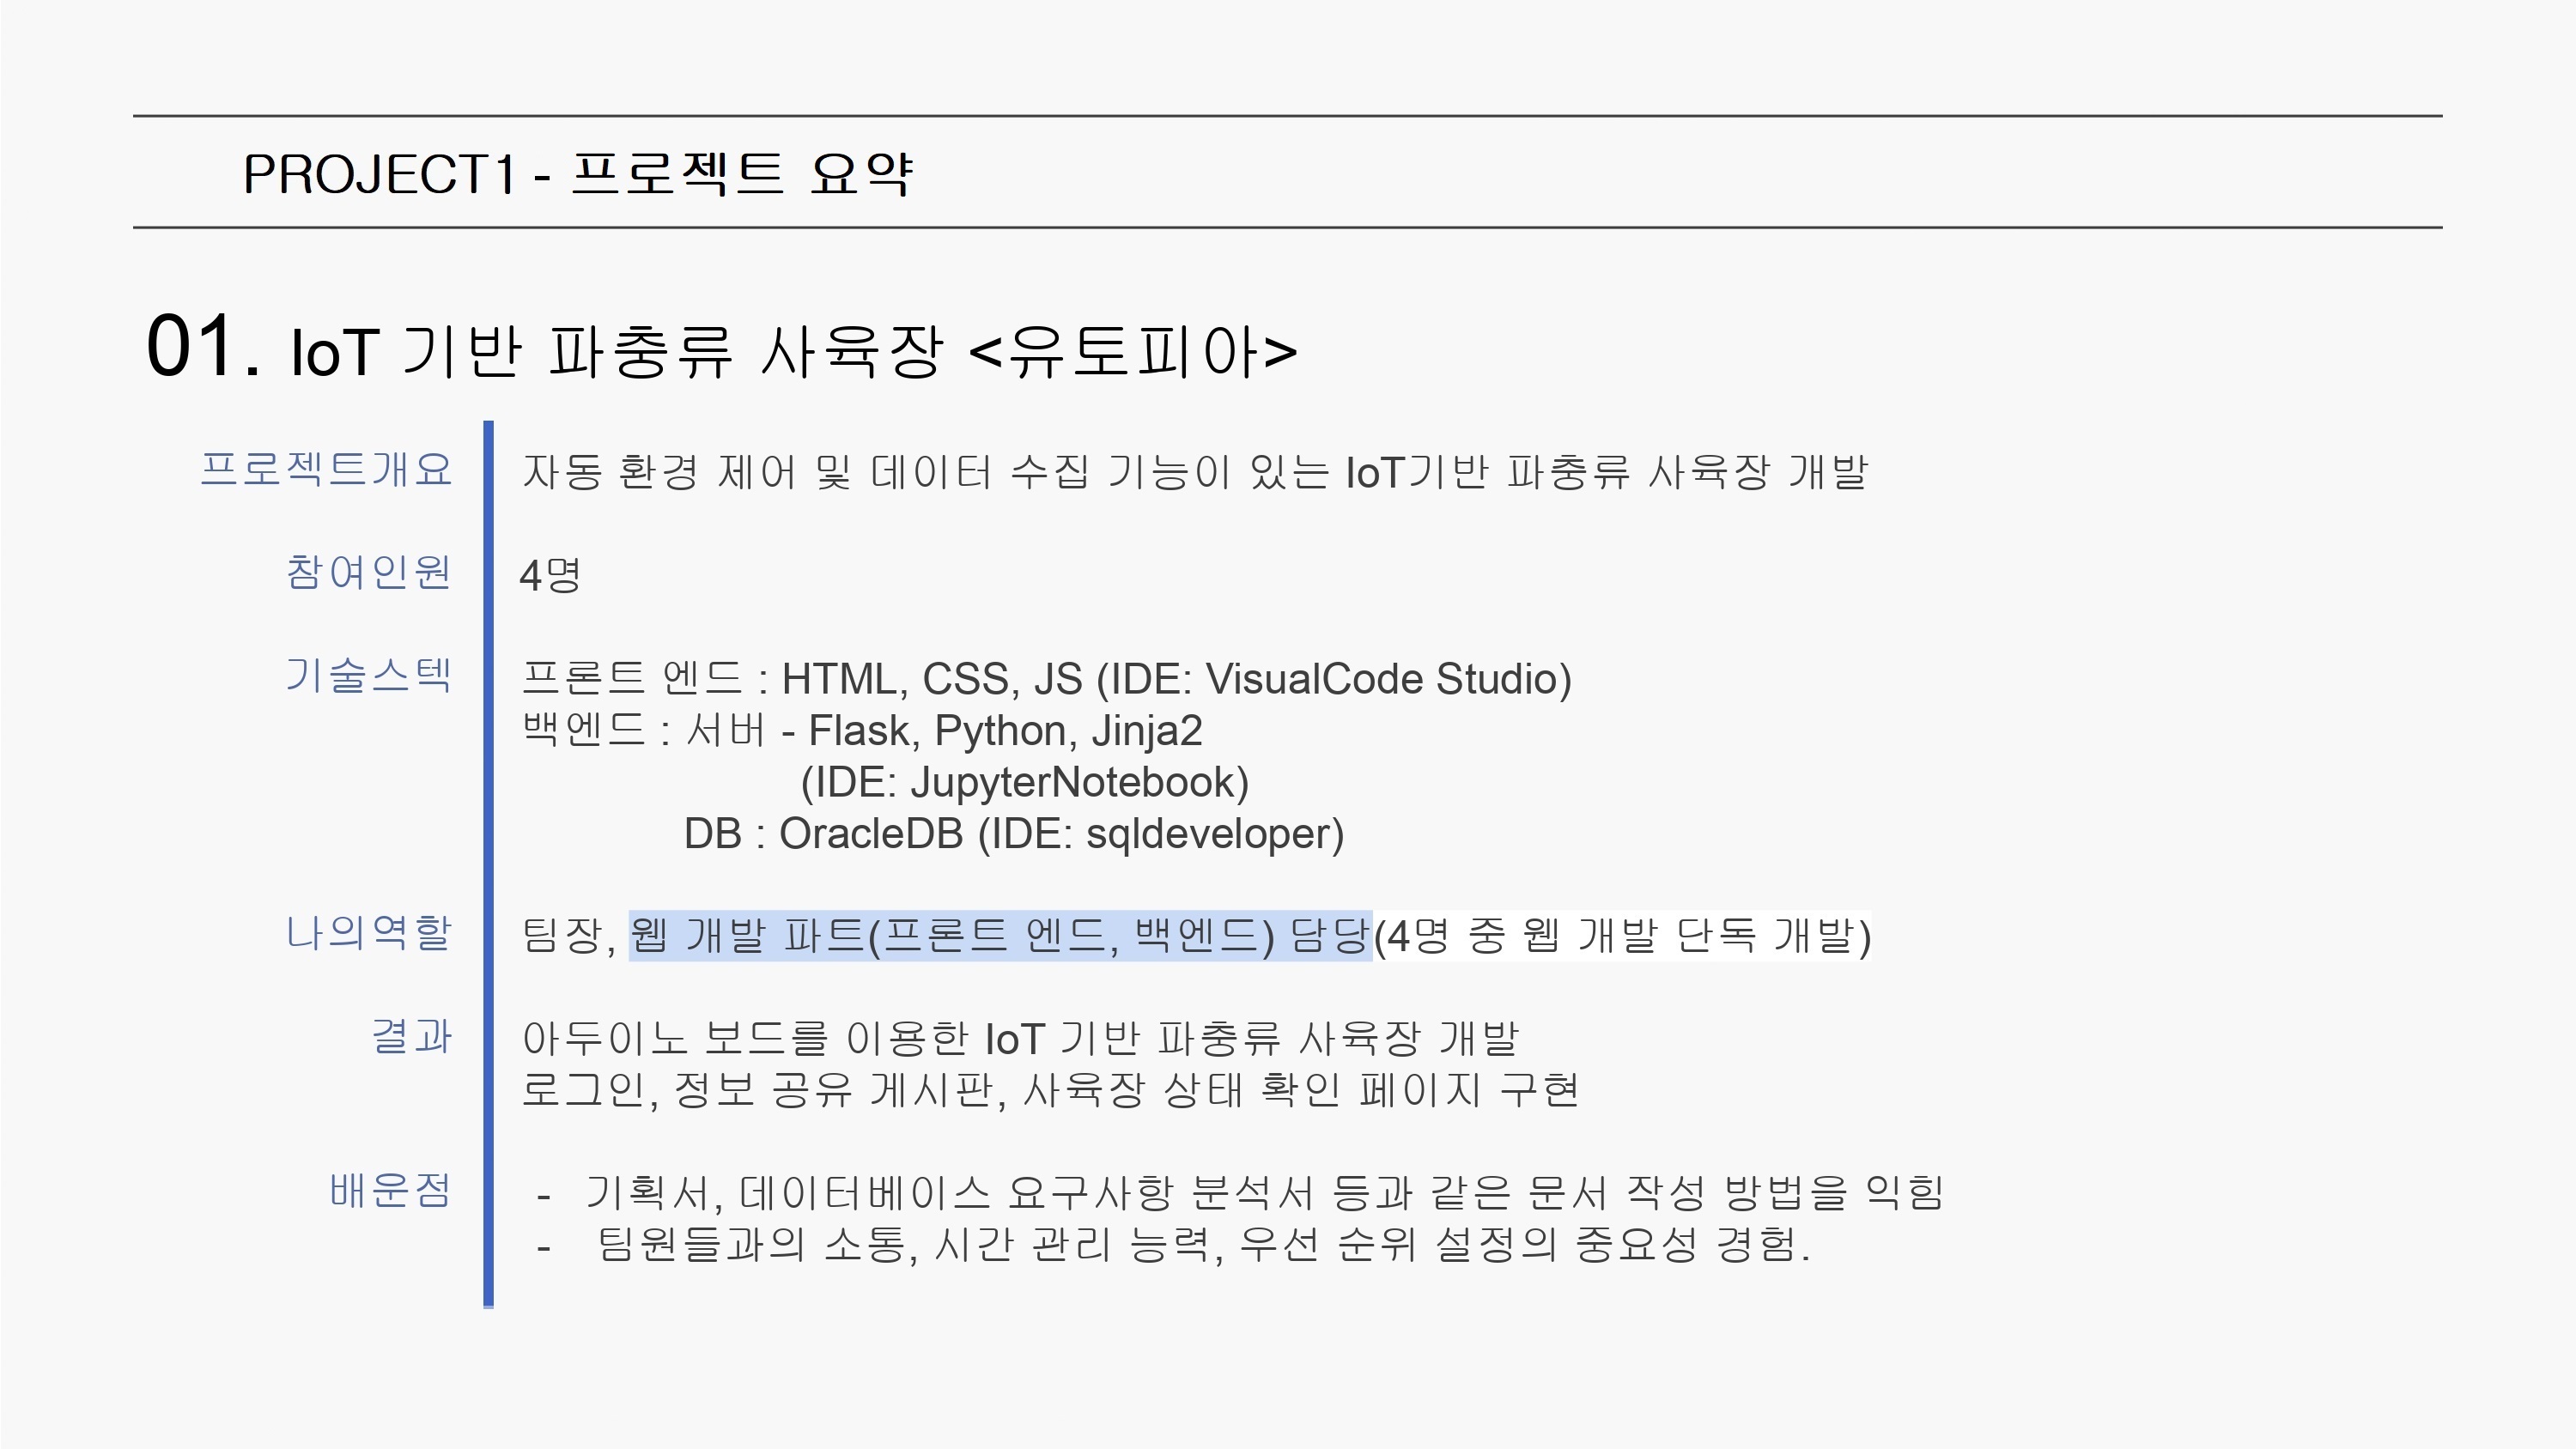 PROJECT1 - 프로젝트 요약
01. IoT 기반 파충류 사육장 <유토피아>
프로젝트개요
자동 환경 제어 및 데이터 수집 기능이 있는 IoT기반 파충류 사육장 개발
참여인원
4명
기술스텍
프론트 엔드 : HTML, CSS, JS (IDE: VisualCode Studio)
백엔드 : 서버 - Flask, Python, Jinja2
(IDE: JupyterNotebook)
DB : OracleDB (IDE: sqldeveloper)
나의역할
팀장, 웹 개발 파트(프론트 엔드, 백엔드) 담당(4명 중 웹 개발 단독 개발)
결과
아두이노 보드를 이용한 IoT 기반 파충류 사육장 개발
로그인, 정보 공유 게시판, 사육장 상태 확인 페이지 구현
배운점
- 기획서, 데이터베이스 요구사항 분석서 등과 같은 문서 작성 방법을 익힘
- 팀원들과의 소통, 시간 관리 능력, 우선 순위 설정의 중요성 경험.